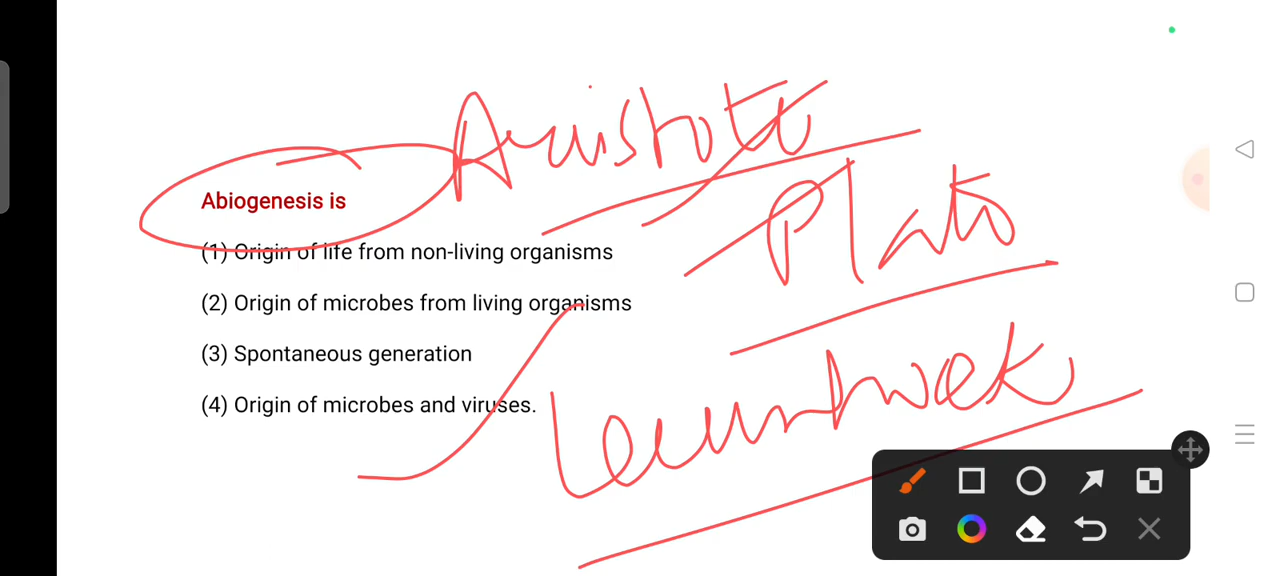 Aristotle
Abiogenesis is
Plato
(1) Origin of life from non-living organisms
(2) Origin of microbes from living organisms
(3) Spontaneous generation
(4) Origin of microbes and viruses.